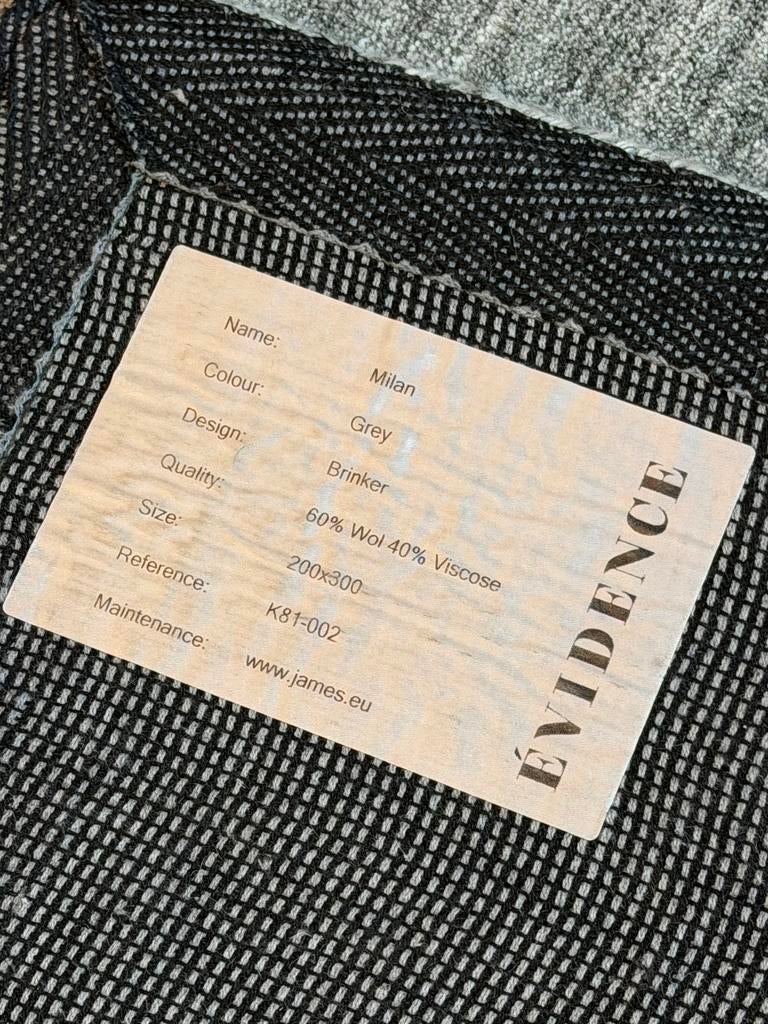 Name: Milan
Colour: Grey
Design: Brinker
Quality: 60% Wol 40% Viscose
Size: 200x300
Reference: K81-002
Maintenance: www.james.eu
ÉVIDENCE